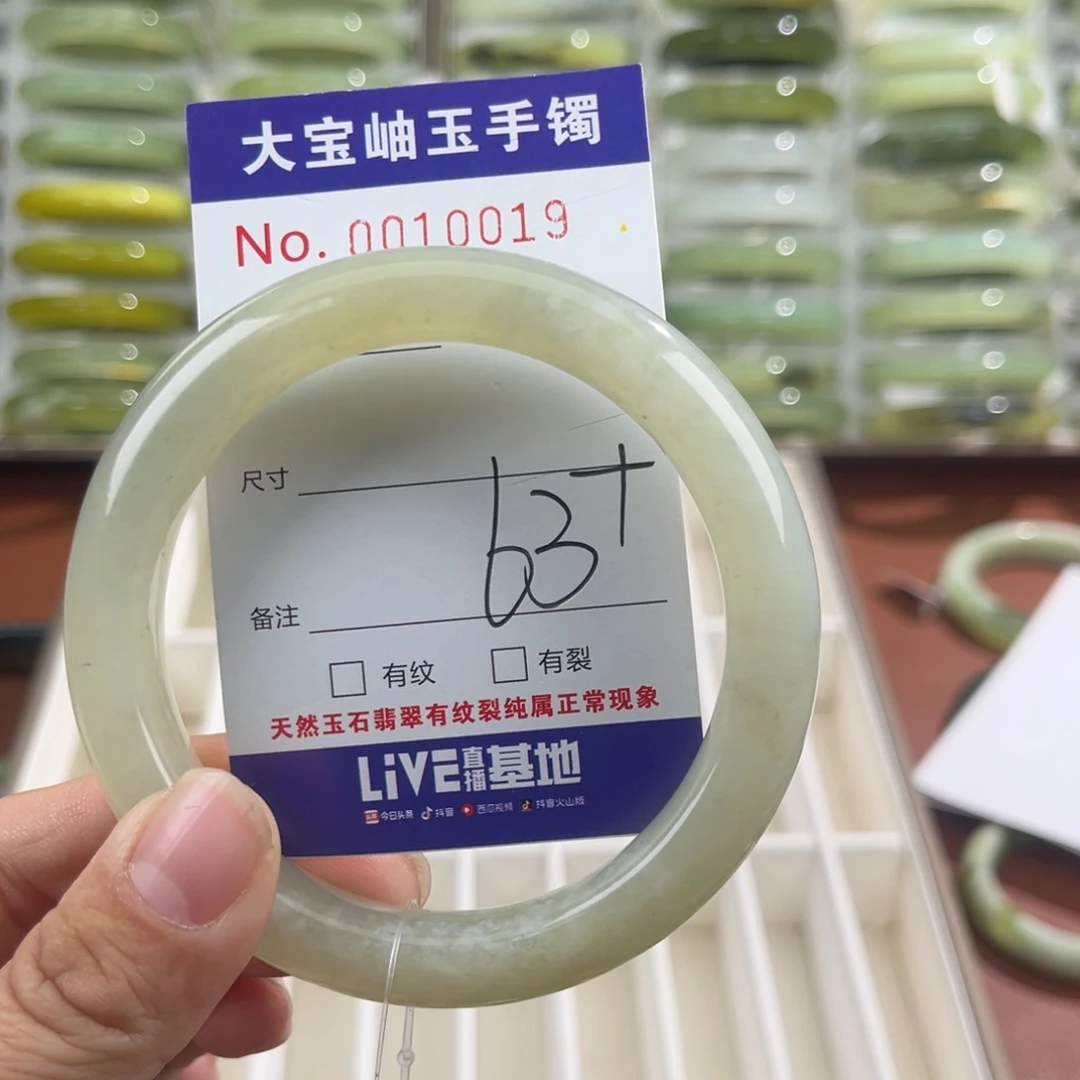 大宝岫玉手镯
No. 0010019
尺寸 63+
备注
有纹 有裂
天然玉石翡翠有纹裂纯属正常现象
LiVE直播基地
今日头条 抖音 西瓜视频 抖音火山版